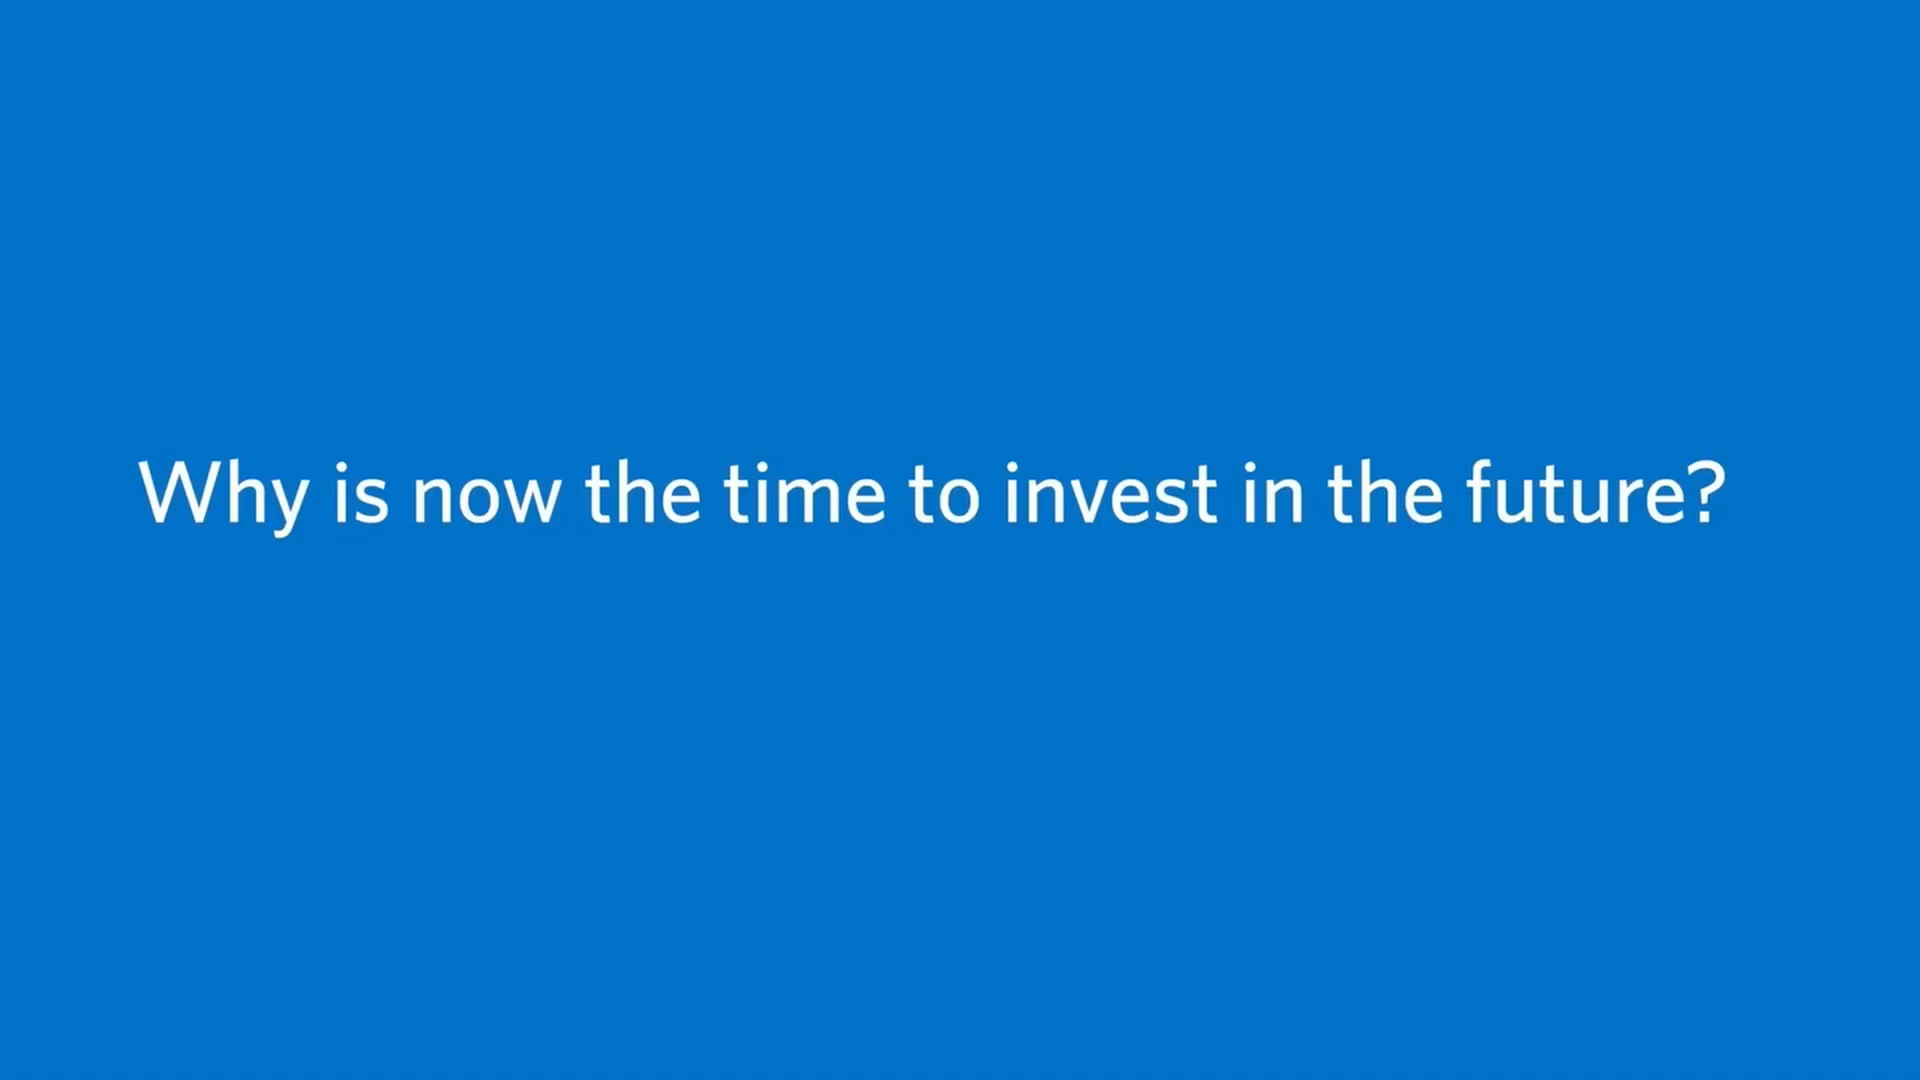 Why is now the time to invest in the future?